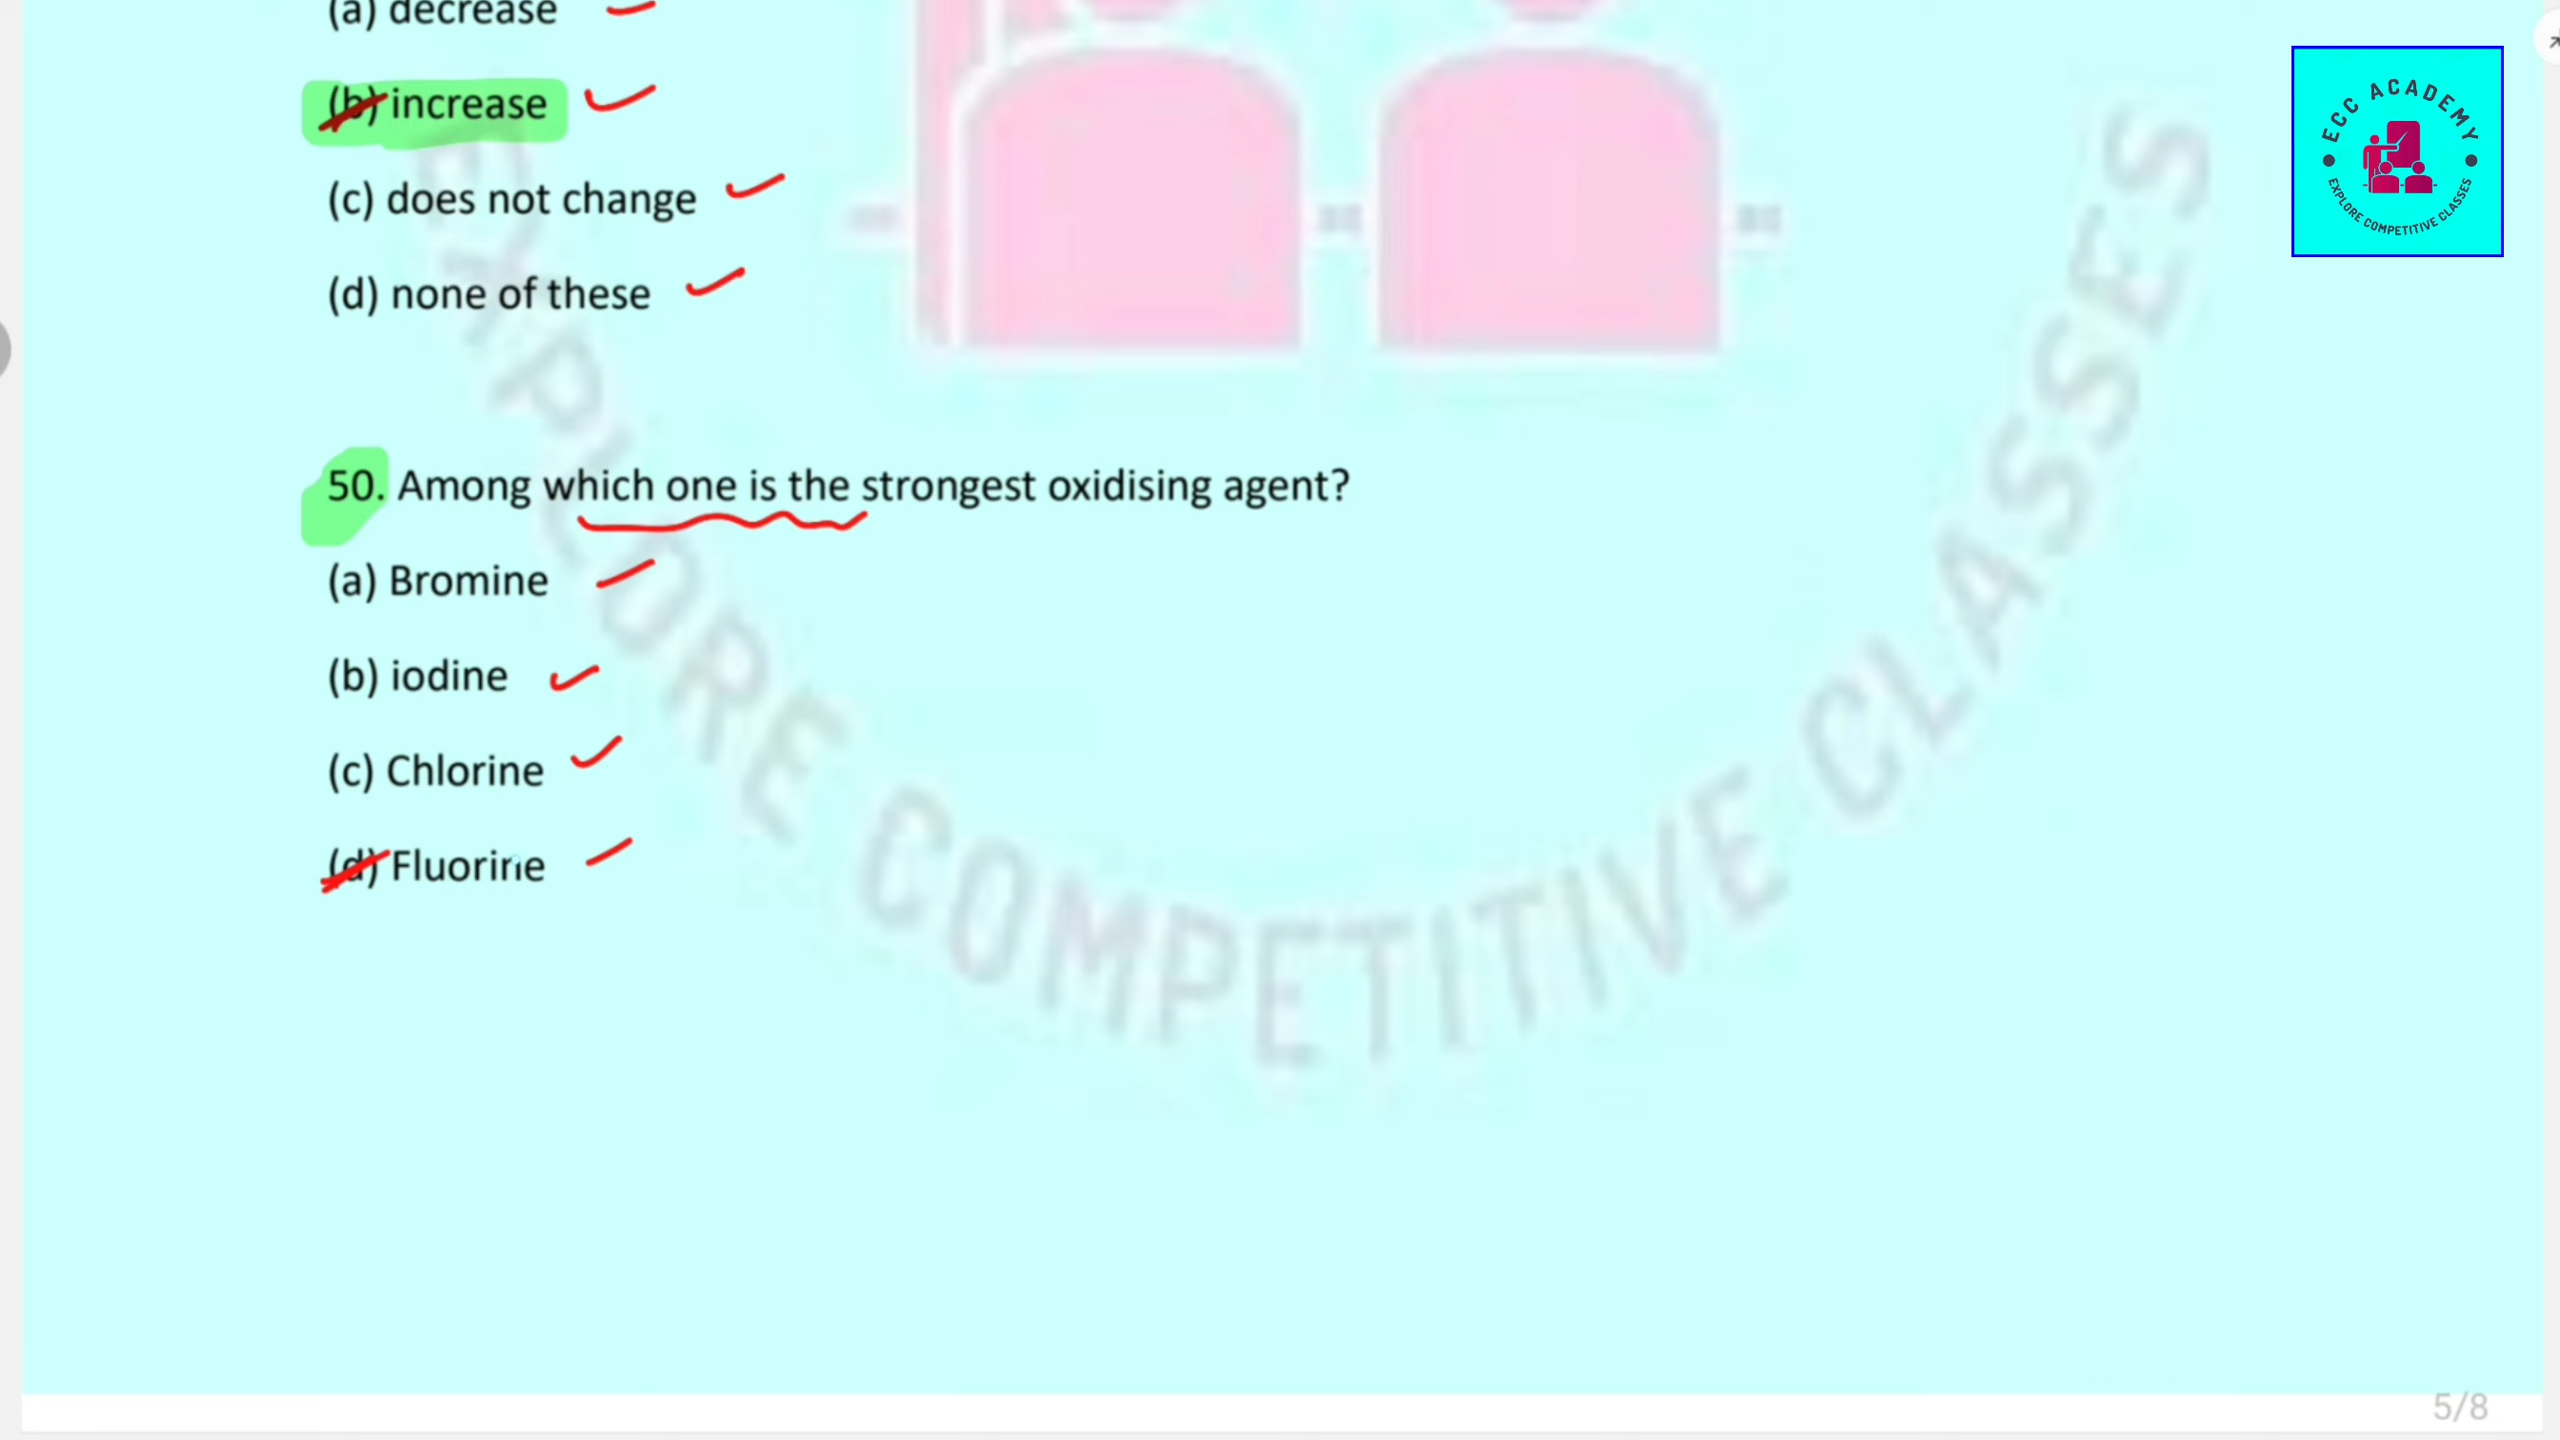 (a) decrease
(b) increase
(c) does not change
(d) none of these
50. Among which one is the strongest oxidising agent?
(a) Bromine
(b) iodine
(c) Chlorine
(d) Fluorine
EXPLORE COMPETITIVE CLASSES
ECC ACADEMY
EXPLORE COMPETITIVE CLASSES
5/8